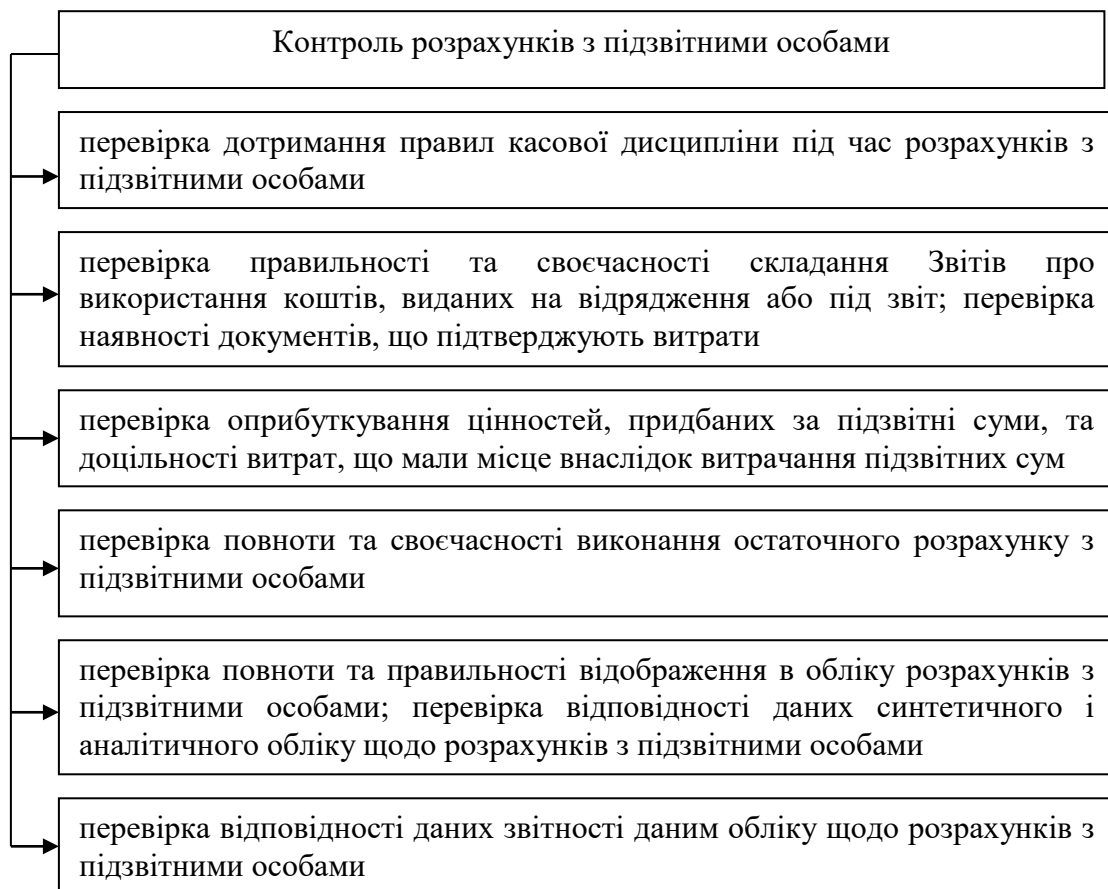 Контроль розрахунків з підзвітними особами
перевірка дотримання правил касової дисципліни під час розрахунків з
підзвітними особами
перевірка правильності та своєчасності складання Звітів про
використання коштів, виданих на відрядження або під звіт; перевірка
наявності документів, що підтверджують витрати
перевірка оприбуткування цінностей, придбаних за підзвітні суми, та
доцільності витрат, що мали місце внаслідок витрачання підзвітних сум
перевірка повноти та своєчасності виконання остаточного розрахунку з
підзвітними особами
перевірка повноти та правильності відображення в обліку розрахунків з
підзвітними особами; перевірка відповідності даних синтетичного і
аналітичного обліку щодо розрахунків з підзвітними особами
перевірка відповідності даних звітності даним обліку щодо розрахунків з
підзвітними особами